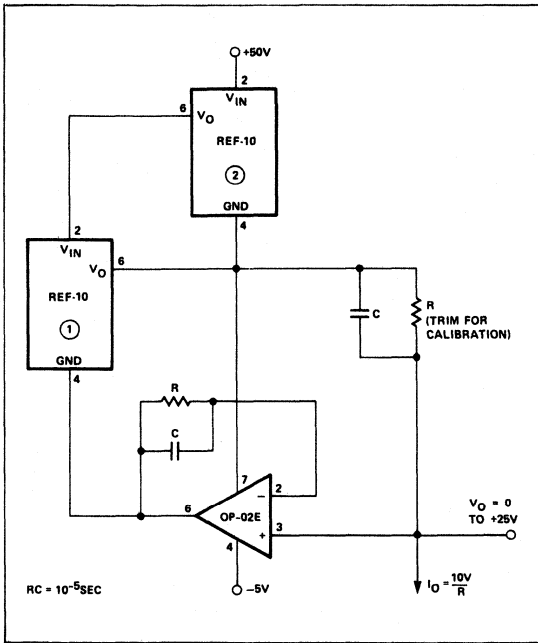 +50V
2
VIN
6
VO
REF-10
2
GND
4
2
VIN
VO
6
REF-10
1
GND
4
C
R
(TRIM FOR
CALIBRATION)
R
C
7
2
−
6
OP-02E
3
+
4
−5V
VO = 0
TO +25V
IO = 10V
R
RC = 10-5SEC